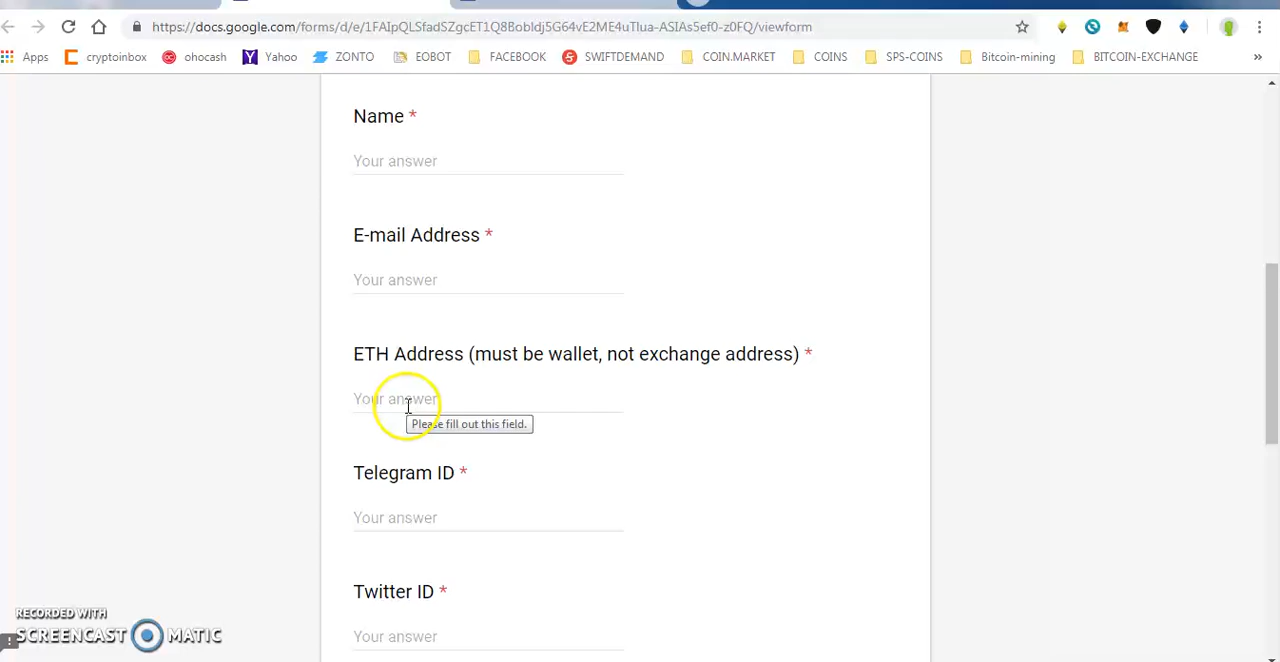 https://docs.google.com/forms/d/e/1FAIpQLSfadSZgcET1Q8Bobldj5G64vE2ME4uTlua-ASIAs5ef0-z0FQ/viewform
Apps cryptoinbox ohocash Yahoo ZONTO EOBOT FACEBOOK SWIFTDEMAND COIN.MARKET COINS SPS-COINS Bitcoin-mining BITCOIN-EXCHANGE »
Name *
Your answer
E-mail Address *
Your answer
ETH Address (must be wallet, not exchange address) *
Your answer
Please fill out this field.
Telegram ID *
Your answer
Twitter ID *
Your answer
RECORDED WITH
SCREENCAST MATIC